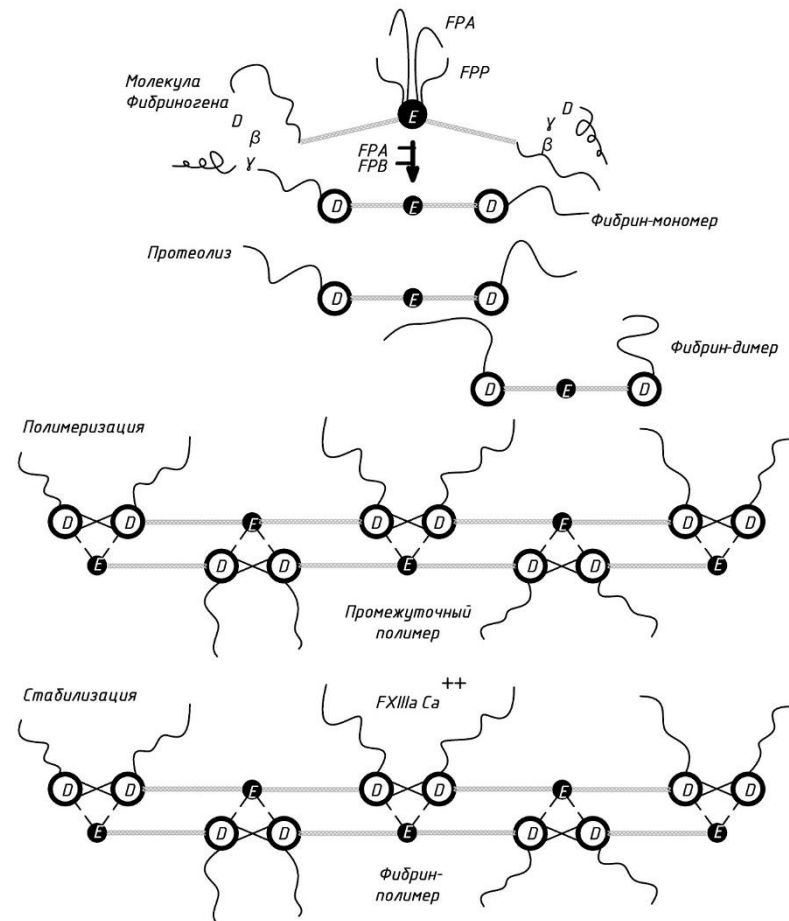 FPA
FPP
Молекула
Фибриногена
E
D
β
γ
D
γ
β
FPA
FPB
D E D
Фибрин-мономер
Протеолиз
D E D
Фибрин-димер
D E D
Полимеризация
D D E D D E D D
E D D E D D E
Промежуточный
полимер
Стабилизация
FXIIIa Ca++
D D E D D E D D
E D D E D D E
Фибрин-
полимер